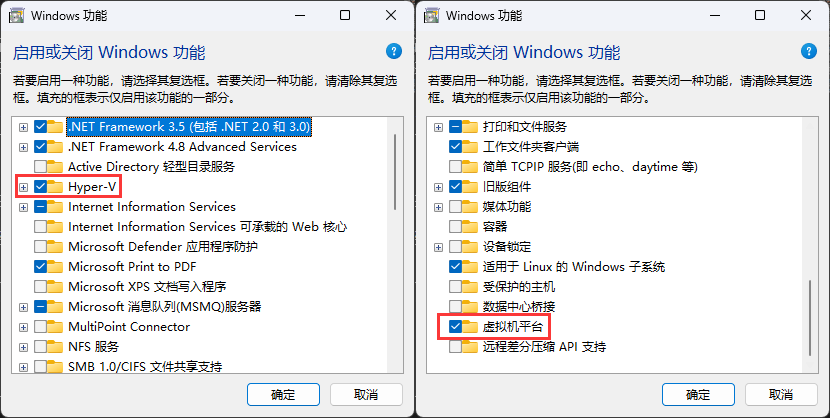 Windows 功能
启用或关闭 Windows 功能
若要启用一种功能，请选择其复选框。若要关闭一种功能，请清除其复选
框。填充的框表示仅启用该功能的一部分。
.NET Framework 3.5 (包括 .NET 2.0 和 3.0)
.NET Framework 4.8 Advanced Services
Active Directory 轻型目录服务
Hyper-V
Internet Information Services
Internet Information Services 可承载的 Web 核心
Microsoft Defender 应用程序防护
Microsoft Print to PDF
Microsoft XPS 文档写入程序
Microsoft 消息队列(MSMQ)服务器
MultiPoint Connector
NFS 服务
SMB 1.0/CIFS 文件共享支持
确定
取消
Windows 功能
启用或关闭 Windows 功能
若要启用一种功能，请选择其复选框。若要关闭一种功能，请清除其复选
框。填充的框表示仅启用该功能的一部分。
打印和文件服务
工作文件夹客户端
简单 TCPIP 服务(即 echo、daytime 等)
旧版组件
媒体功能
容器
设备锁定
适用于 Linux 的 Windows 子系统
受保护的主机
数据中心桥接
虚拟机平台
远程差分压缩 API 支持
确定
取消